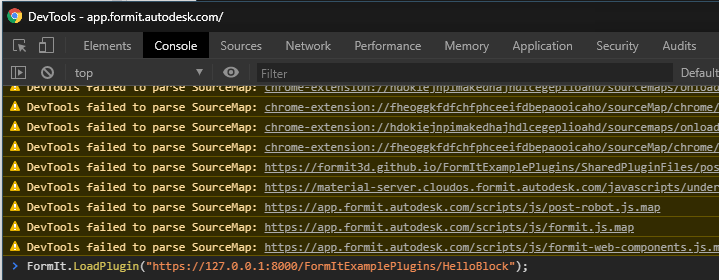 DevTools - app.formit.autodesk.com/
Elements Console Sources Network Performance Memory Application Security Audits
top Filter Default
DevTools failed to parse SourceMap: chrome-extension://hdokiejnpimakedhajhdlcegeplioahd/sourcemaps/onload
DevTools failed to parse SourceMap: chrome-extension://fheoggkfdfchfphceeifdbepaooicaho/sourceMap/chrome/
DevTools failed to parse SourceMap: chrome-extension://hdokiejnpimakedhajhdlcegeplioahd/sourcemaps/onload
DevTools failed to parse SourceMap: chrome-extension://fheoggkfdfchfphceeifdbepaooicaho/sourceMap/chrome/
DevTools failed to parse SourceMap: https://formit3d.github.io/FormItExamplePlugins/SharedPluginFiles/pos
DevTools failed to parse SourceMap: https://material-server.cloudos.formit.autodesk.com/javascripts/under
DevTools failed to parse SourceMap: https://app.formit.autodesk.com/scripts/js/post-robot.js.map
DevTools failed to parse SourceMap: https://app.formit.autodesk.com/scripts/js/formit.js.map
DevTools failed to parse SourceMap: https://app.formit.autodesk.com/scripts/js/formit-web-components.js.m
> FormIt.LoadPlugin("https://127.0.0.1:8000/FormItExamplePlugins/HelloBlock");